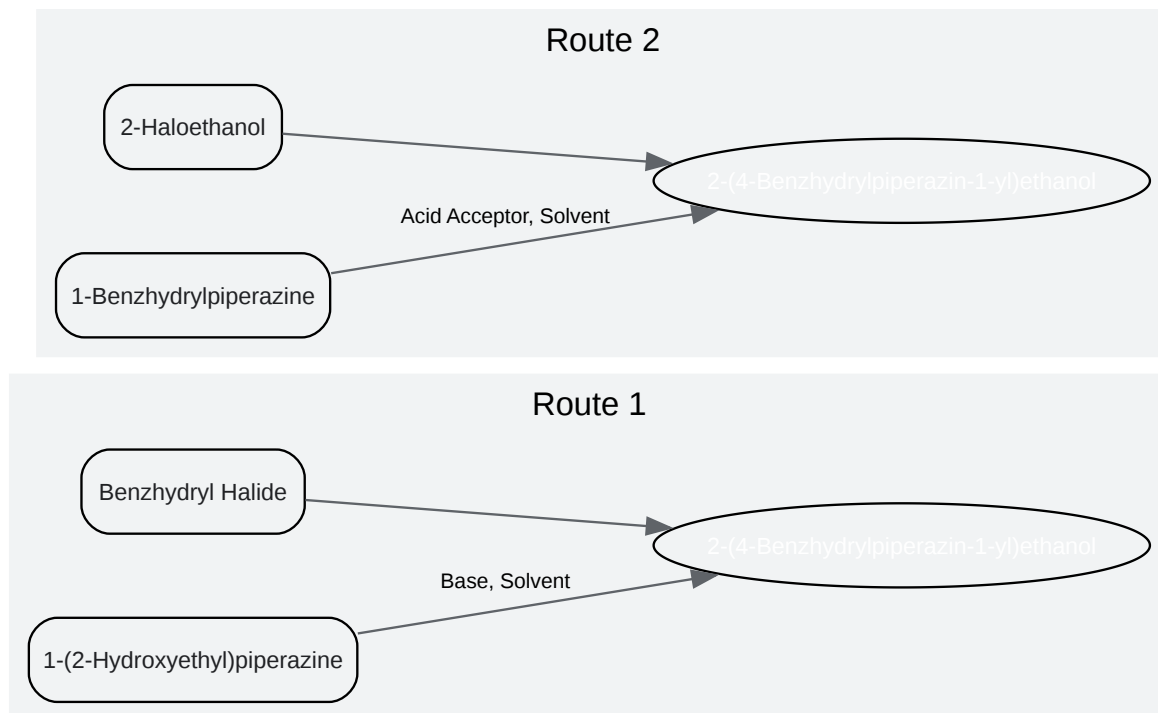 Route 2
2-Haloethanol
2-(4-Benzhydrylpiperazin-1-yl)ethanol
Acid Acceptor, Solvent
1-Benzhydrylpiperazine
Route 1
Benzhydryl Halide
2-(4-Benzhydrylpiperazin-1-yl)ethanol
Base, Solvent
1-(2-Hydroxyethyl)piperazine